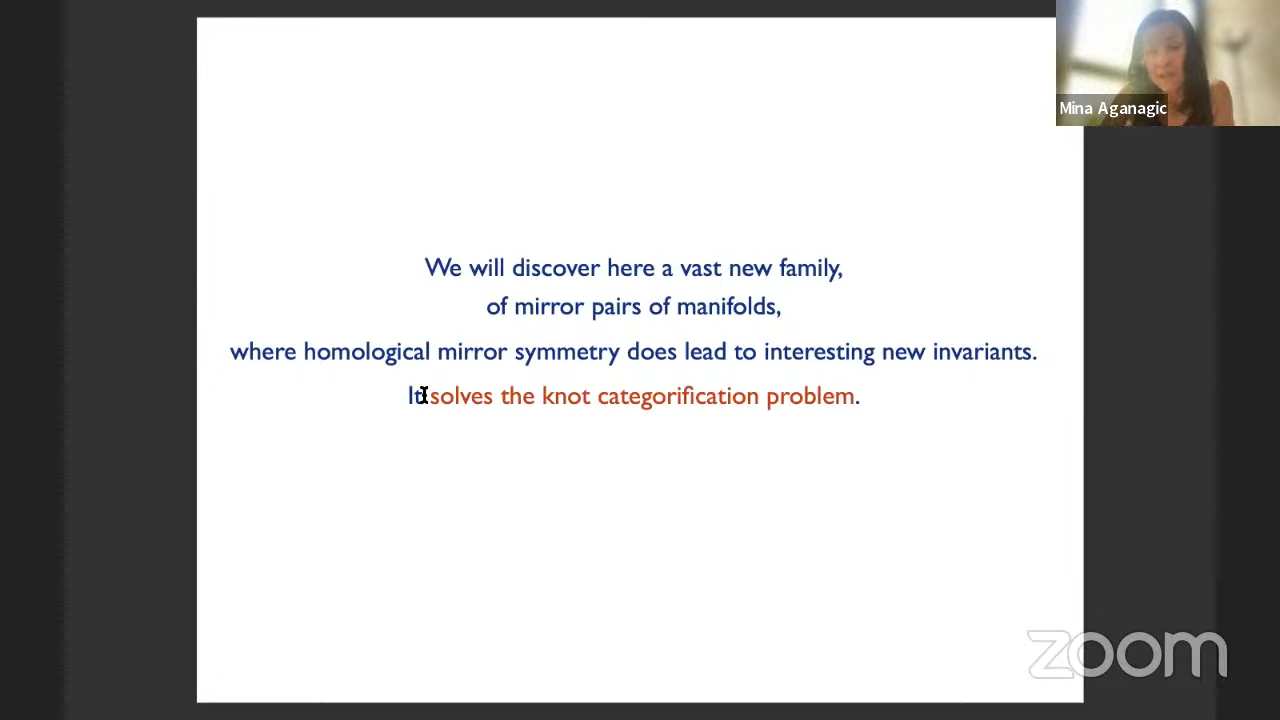 Mina Aganagic
We will discover here a vast new family,
of mirror pairs of manifolds,
where homological mirror symmetry does lead to interesting new invariants.
It solves the knot categorification problem.
zoom